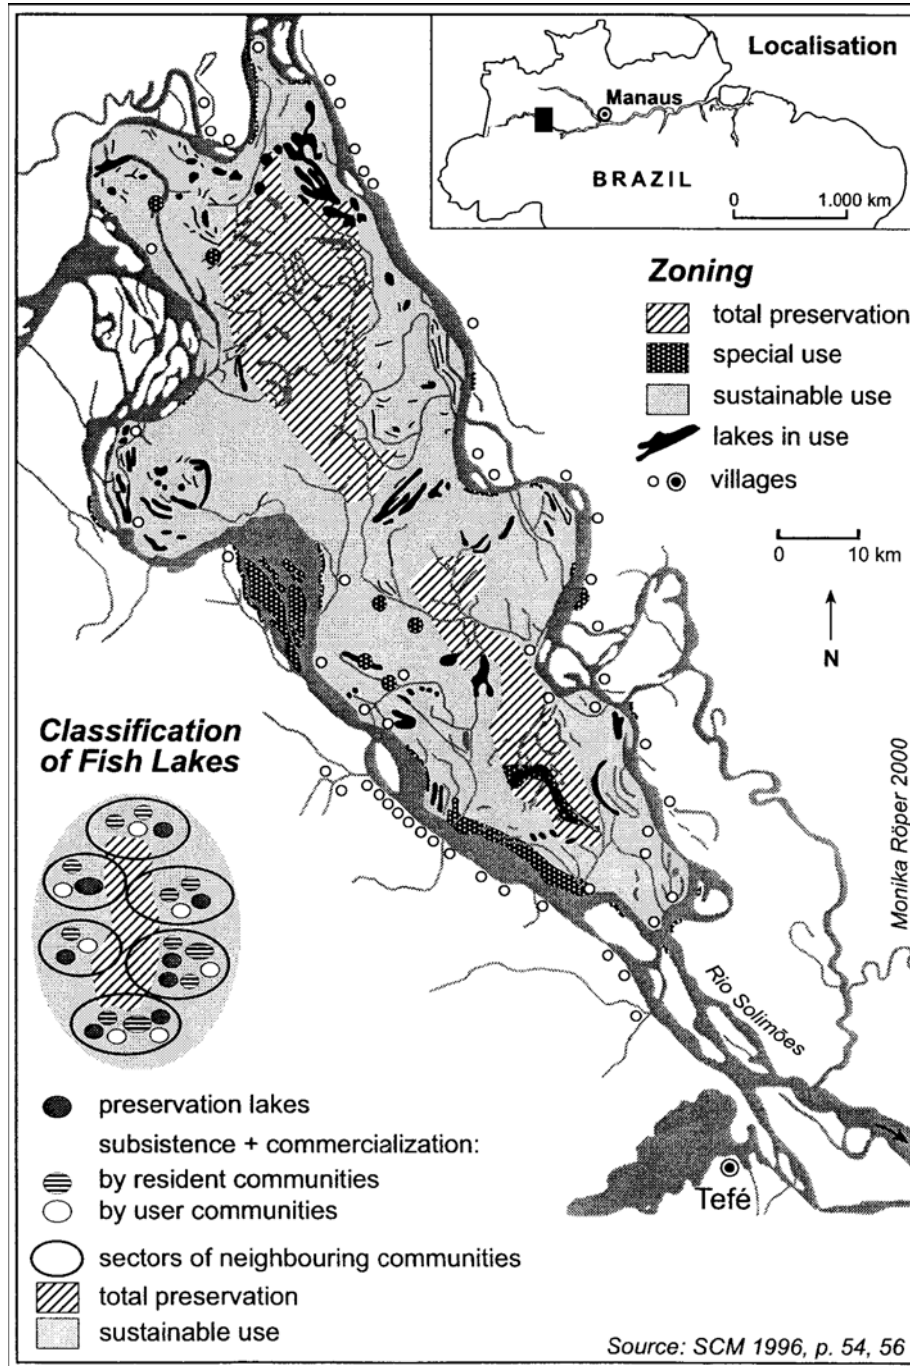 Localisation
Manaus
BRAZIL
0 1.000 km
Zoning
total preservation
special use
sustainable use
lakes in use
villages
0 10 km
N
Monika Röper 2000
Rio Solimões
Tefé
Classification
of Fish Lakes
preservation lakes
subsistence + commercialization:
by resident communities
by user communities
sectors of neighbouring communities
total preservation
sustainable use
Source: SCM 1996, p. 54, 56